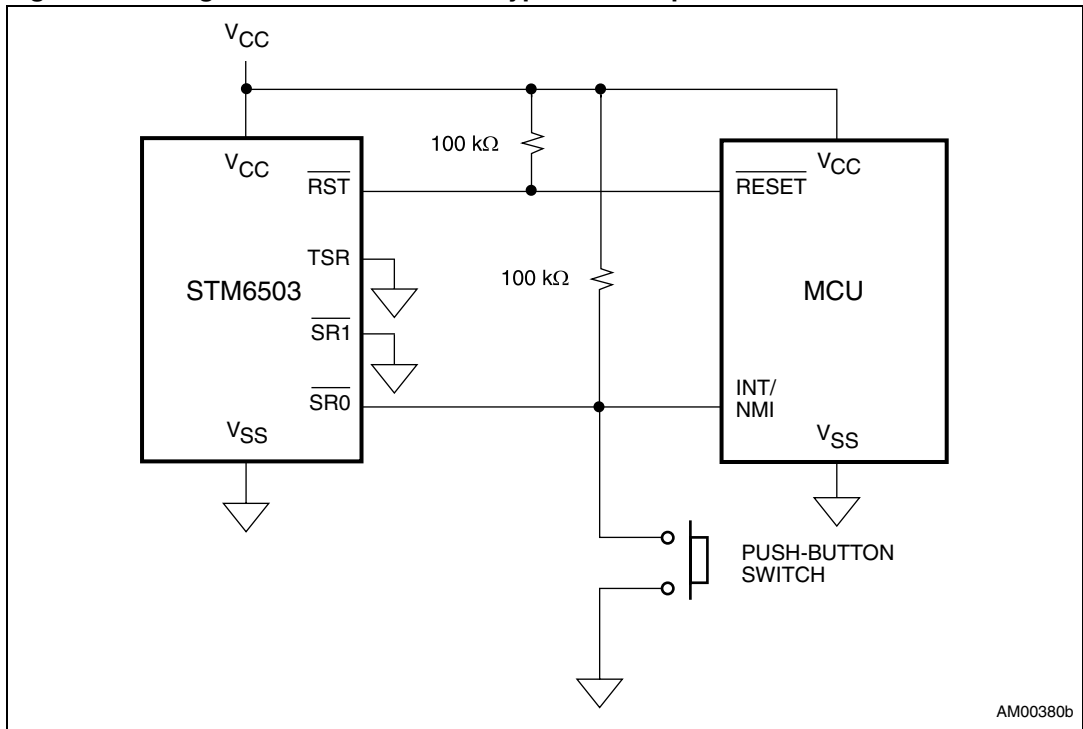 VCC
100 kΩ
VCC
RST
TSR
STM6503
SR1
SR0
VSS
100 kΩ
VCC
RESET
MCU
INT/
NMI
VSS
PUSH-BUTTON
SWITCH
AM00380b